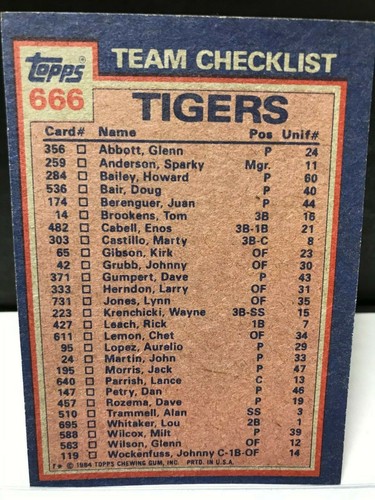 topps TEAM CHECKLIST
666 TIGERS
Card# Name Pos Unif#
356 □ Abbott, Glenn P 24
259 □ Anderson, Sparky Mgr. 11
284 □ Bailey, Howard P 60
536 □ Bair, Doug P 40
174 □ Berenguer, Juan P 44
14 □ Brookens, Tom 3B 16
482 □ Cabell, Enos 3B-1B 21
303 □ Castillo, Marty 3B-C 8
65 □ Gibson, Kirk OF 23
42 □ Grubb, Johnny OF 30
371 □ Gumpert, Dave P 43
333 □ Herndon, Larry OF 31
731 □ Jones, Lynn OF 35
223 □ Krenchicki, Wayne 3B-SS 15
427 □ Leach, Rick 1B 7
611 □ Lemon, Chet OF 34
95 □ Lopez, Aurelio P 29
24 □ Martin, John P 33
195 □ Morris, Jack P 47
640 □ Parrish, Lance C 13
147 □ Petry, Dan P 46
457 □ Rozema, Dave P 19
510 □ Trammell, Alan SS 3
695 □ Whitaker, Lou 2B 1
588 □ Wilcox, Milt P 39
563 □ Wilson, Glenn OF 12
119 □ Wockenfuss, Johnny C-1B-OF 14
F* © 1984 TOPPS CHEWING GUM, INC. PRTD. IN U.S.A.